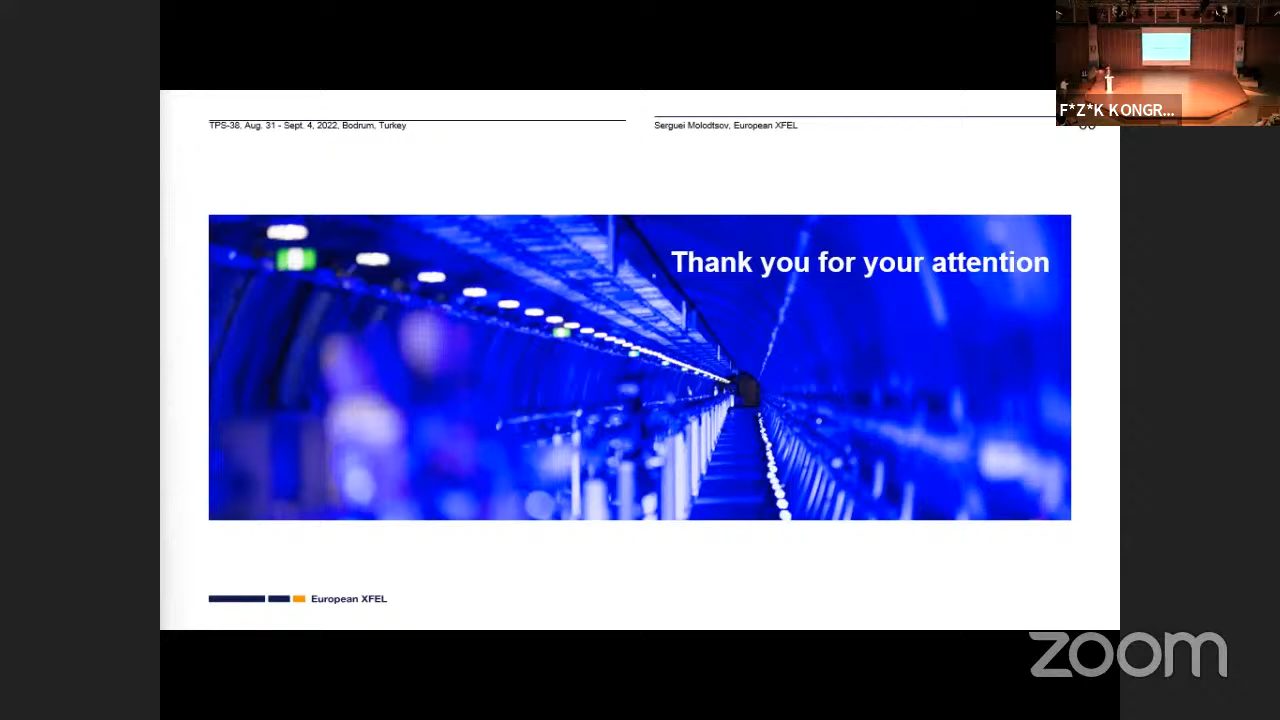 F*Z*K KONGR...
TPS-38, Aug. 31 - Sept. 4, 2022, Bodrum, Turkey
Serguei Molodtsov, European XFEL
Thank you for your attention
European XFEL
zoom